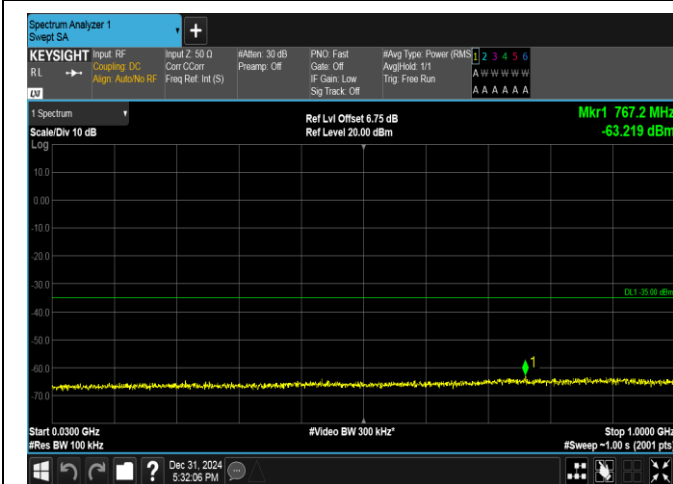 Spectrum Analyzer 1
Swept SA
+
KEYSIGHT
RL
LXI
Input: RF
Coupling: DC
Align: Auto/No RF
Input Z: 50 Ω
Corr CCorr
Freq Ref: Int (S)
#Atten: 30 dB
Preamp: Off
PNO: Fast
Gate: Off
IF Gain: Low
Sig Track: Off
#Avg Type: Power (RMS
Avg|Hold: 1/1
Trig: Free Run
1 2 3 4 5 6
A W W W W W
A A A A A A
1 Spectrum
Scale/Div 10 dB
Log
Ref Lvl Offset 6.75 dB
Ref Level 20.00 dBm
Mkr1 767.2 MHz
-63.219 dBm
10.0
0.00
-10.0
-20.0
-30.0
DL1 -35.00 dBm
-40.0
-50.0
-60.0
1
-70.0
Start 0.0300 GHz
#Res BW 100 kHz
#Video BW 300 kHz*
Stop 1.0000 GHz
#Sweep ~1.00 s (2001 pts)
?
Dec 31, 2024
5:32:06 PM